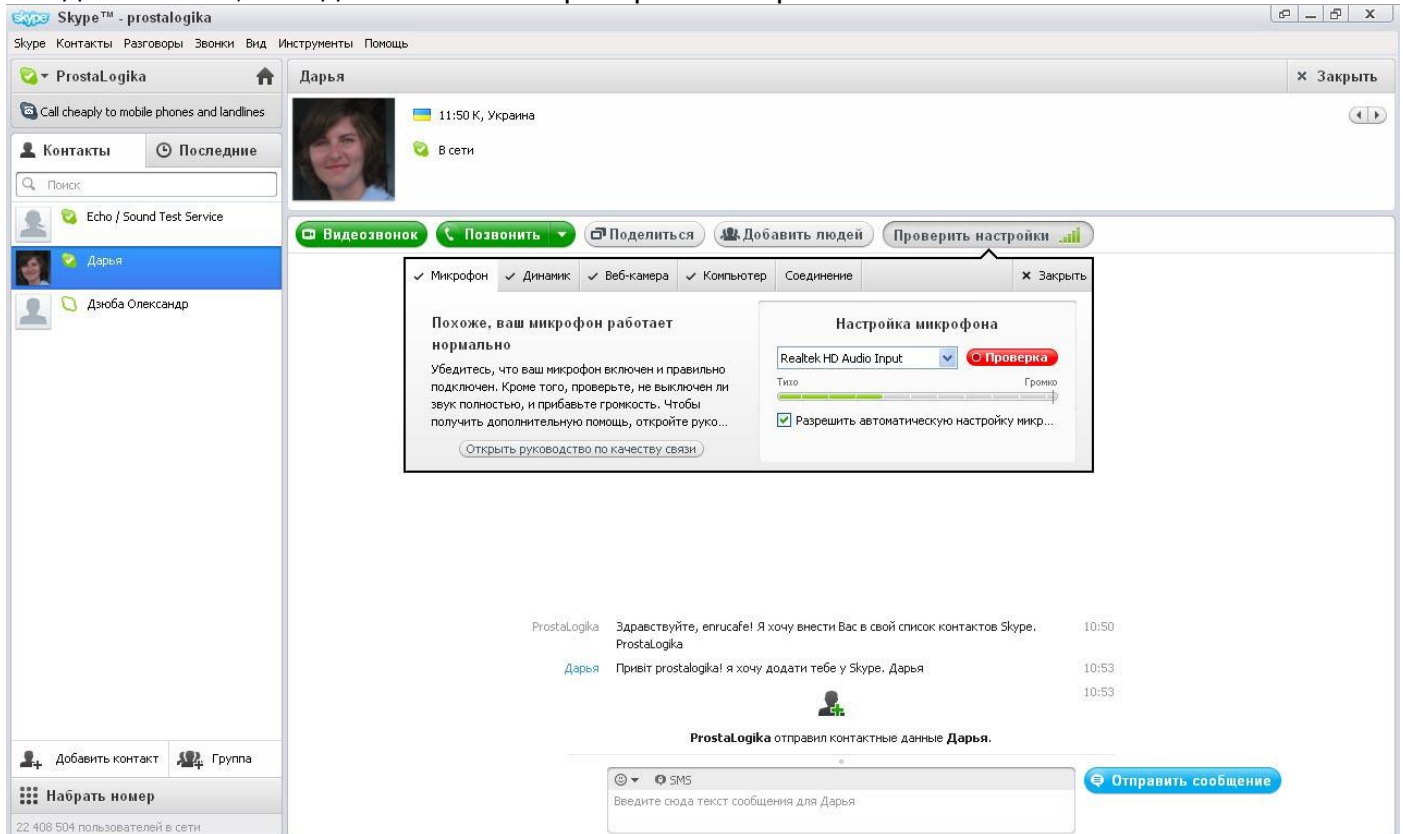 Skype™ - prostalogika
Skype Контакты Разговоры Звонки Вид Инструменты Помощь
ProstaLogika
Call cheaply to mobile phones and landlines
Контакты Последние
Поиск
Echo / Sound Test Service
Дарья
Дзюба Олександр
Добавить контакт Группа
Набрать номер
22 408 504 пользователей в сети
Дарья × Закрыть
11:50 К, Украина
В сети
Видеозвонок Позвонить Поделиться Добавить людей Проверить настройки
Микрофон Динамик Веб-камера Компьютер Соединение × Закрыть
Похоже, ваш микрофон работает
нормально
Убедитесь, что ваш микрофон включен и правильно
подключен. Кроме того, проверьте, не выключен ли
звук полностью, и прибавьте громкость. Чтобы
получить дополнительную помощь, откройте руко...
Открыть руководство по качеству связи
Настройка микрофона
Realtek HD Audio Input Проверка
Тихо Громко
Разрешить автоматическую настройку микр...
ProstaLogika Здравствуйте, enrucafe! Я хочу внести Вас в свой список контактов Skype. 10:50
ProstaLogika
Дарья Привіт prostalogika! я хочу додати тебе у Skype. Дарья 10:53
10:53
ProstaLogika отправил контактные данные Дарья.
SMS
Введите сюда текст сообщения для Дарья
Отправить сообщение